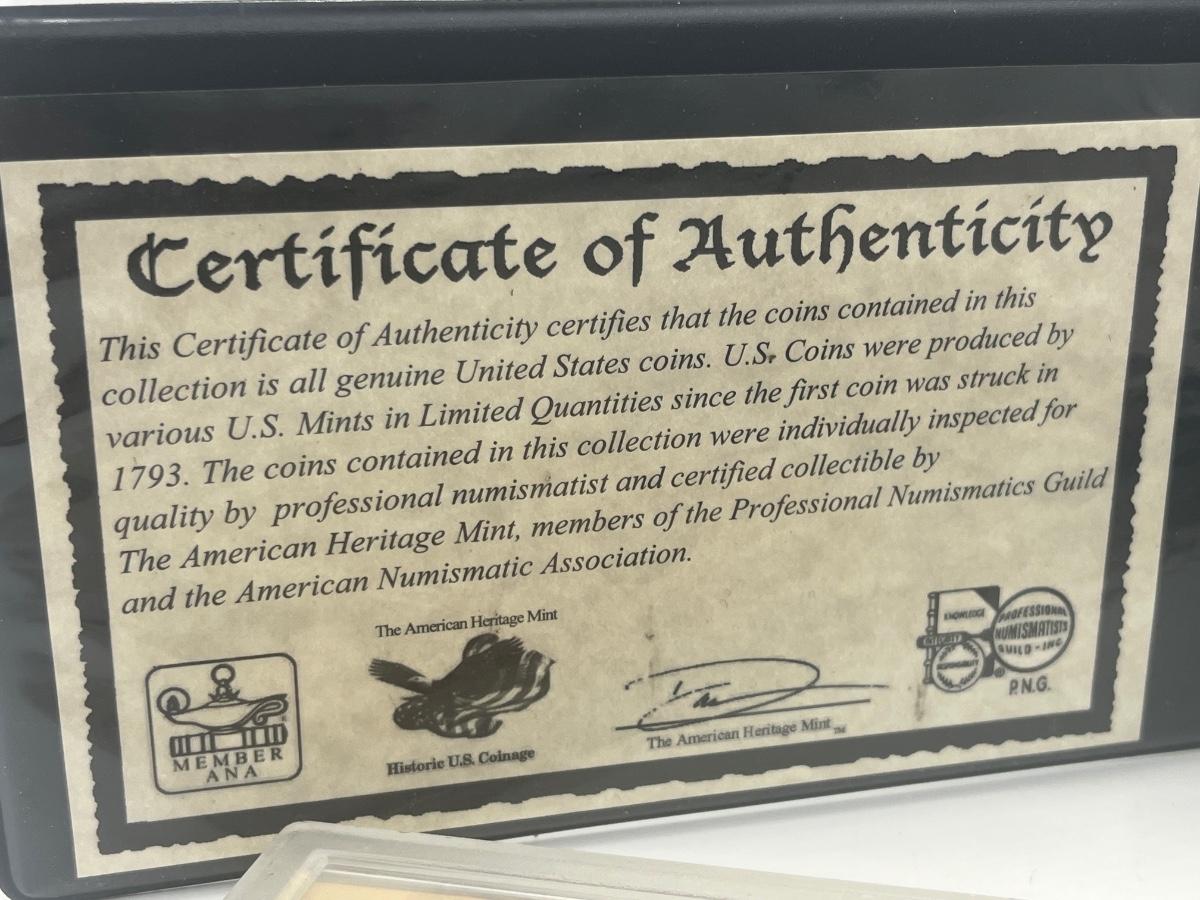 Certificate of Authenticity
This Certificate of Authenticity certifies that the coins contained in this
collection is all genuine United States coins. U.S. Coins were produced by
various U.S. Mints in Limited Quantities since the first coin was struck in
1793. The coins contained in this collection were individually inspected for
quality by professional numismatist and certified collectible by
The American Heritage Mint, members of the Professional Numismatics Guild
and the American Numismatic Association.
MEMBER
ANA
The American Heritage Mint
Historic U.S. Coinage
The American Heritage Mint TM
KNOWLEDGE
INTEGRITY
RESPONSIBILITY
PROFESSIONAL
NUMISMATISTS
GUILD - INC
®
P.N.G.